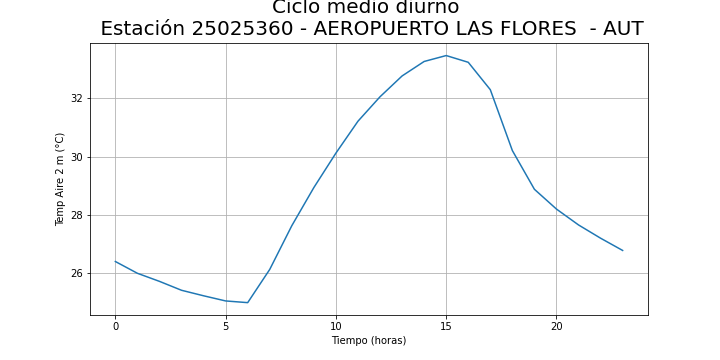 Ciclo medio diurno
Estación 25025360 - AEROPUERTO LAS FLORES  - AUT
32
30
28
26
Temp Aire 2 m (°C)
0 5 10 15 20
Tiempo (horas)